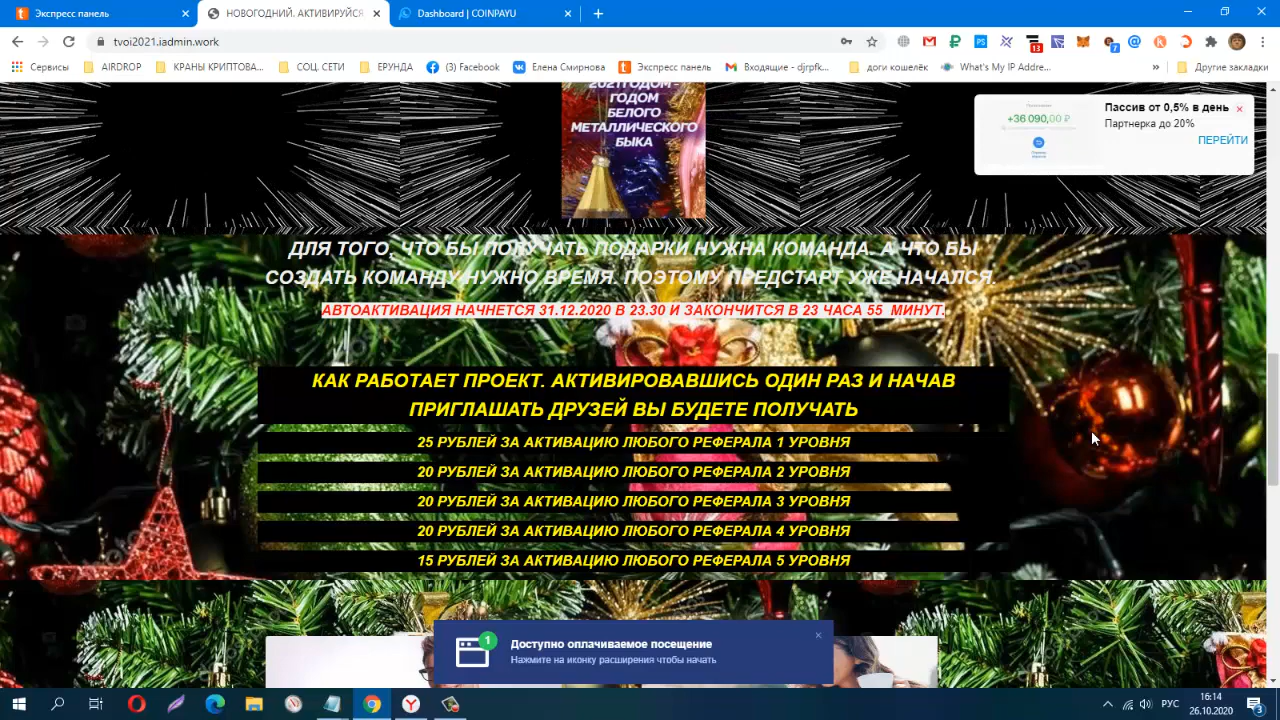 Экспресс панель
НОВОГОДНИЙ. АКТИВИРУЙСЯ
Dashboard | COINPAYU
tvoi2021.iadmin.work
13
7
Сервисы
AIRDROP
КРАНЫ КРИПТОВА...
СОЦ. СЕТИ
ЕРУНДА
(3) Facebook
Елена Смирнова
Экспресс панель
Входящие - djrpfk...
доги кошелёк
What's My IP Addre...
»
Другие закладки
2021 ГОДОМ -
ГОДОМ
БЕЛОГО
МЕТАЛЛИЧЕСКОГО
БЫКА
+36 090,00 ₽
Пассив от 0,5% в день
Партнерка до 20%
ПЕРЕЙТИ
ДЛЯ ТОГО, ЧТО БЫ ПОЛУЧАТЬ ПОДАРКИ НУЖНА КОМАНДА. А ЧТО БЫ
СОЗДАТЬ КОМАНДУ НУЖНО ВРЕМЯ. ПОЭТОМУ ПРЕДСТАРТ УЖЕ НАЧАЛСЯ.
АВТОАКТИВАЦИЯ НАЧНЕТСЯ 31.12.2020 В 23.30 И ЗАКОНЧИТСЯ В 23 ЧАСА 55 МИНУТ.
КАК РАБОТАЕТ ПРОЕКТ. АКТИВИРОВАВШИСЬ ОДИН РАЗ И НАЧАВ
ПРИГЛАШАТЬ ДРУЗЕЙ ВЫ БУДЕТЕ ПОЛУЧАТЬ
25 РУБЛЕЙ ЗА АКТИВАЦИЮ ЛЮБОГО РЕФЕРАЛА 1 УРОВНЯ
20 РУБЛЕЙ ЗА АКТИВАЦИЮ ЛЮБОГО РЕФЕРАЛА 2 УРОВНЯ
20 РУБЛЕЙ ЗА АКТИВАЦИЮ ЛЮБОГО РЕФЕРАЛА 3 УРОВНЯ
20 РУБЛЕЙ ЗА АКТИВАЦИЮ ЛЮБОГО РЕФЕРАЛА 4 УРОВНЯ
15 РУБЛЕЙ ЗА АКТИВАЦИЮ ЛЮБОГО РЕФЕРАЛА 5 УРОВНЯ
1
Доступно оплачиваемое посещение
Нажмите на иконку расширения чтобы начать
РУС
16:14
26.10.2020
3